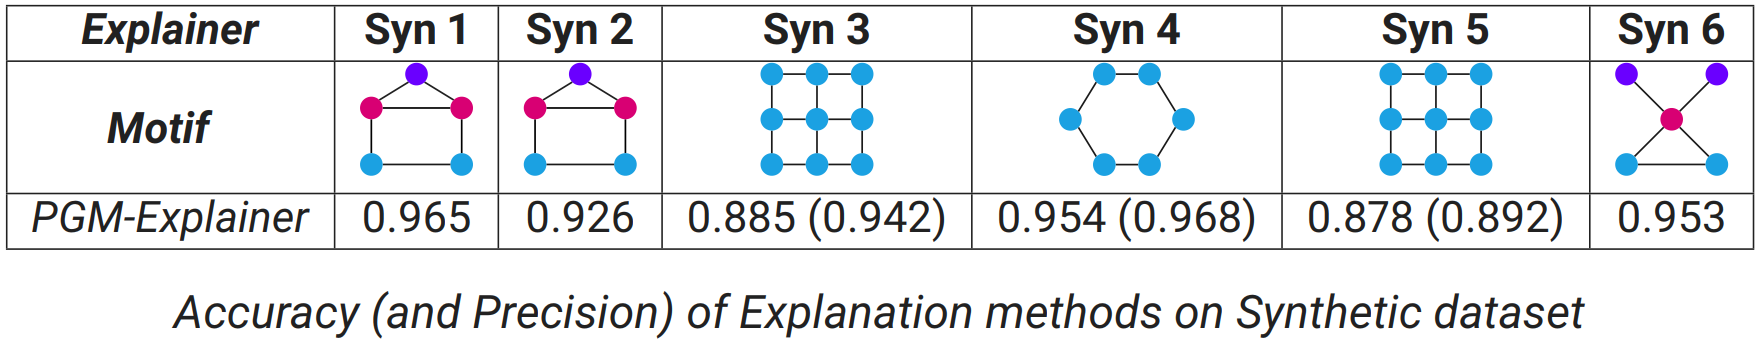 Explainer Syn 1 Syn 2 Syn 3 Syn 4 Syn 5 Syn 6
Motif
PGM-Explainer 0.965 0.926 0.885 (0.942) 0.954 (0.968) 0.878 (0.892) 0.953
Accuracy (and Precision) of Explanation methods on Synthetic dataset